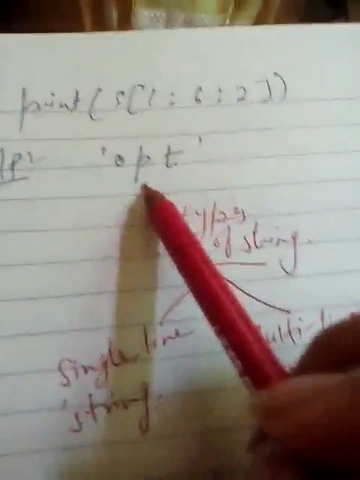 print(s[1:6:2])
'opt'
types
of string.
single line
string.